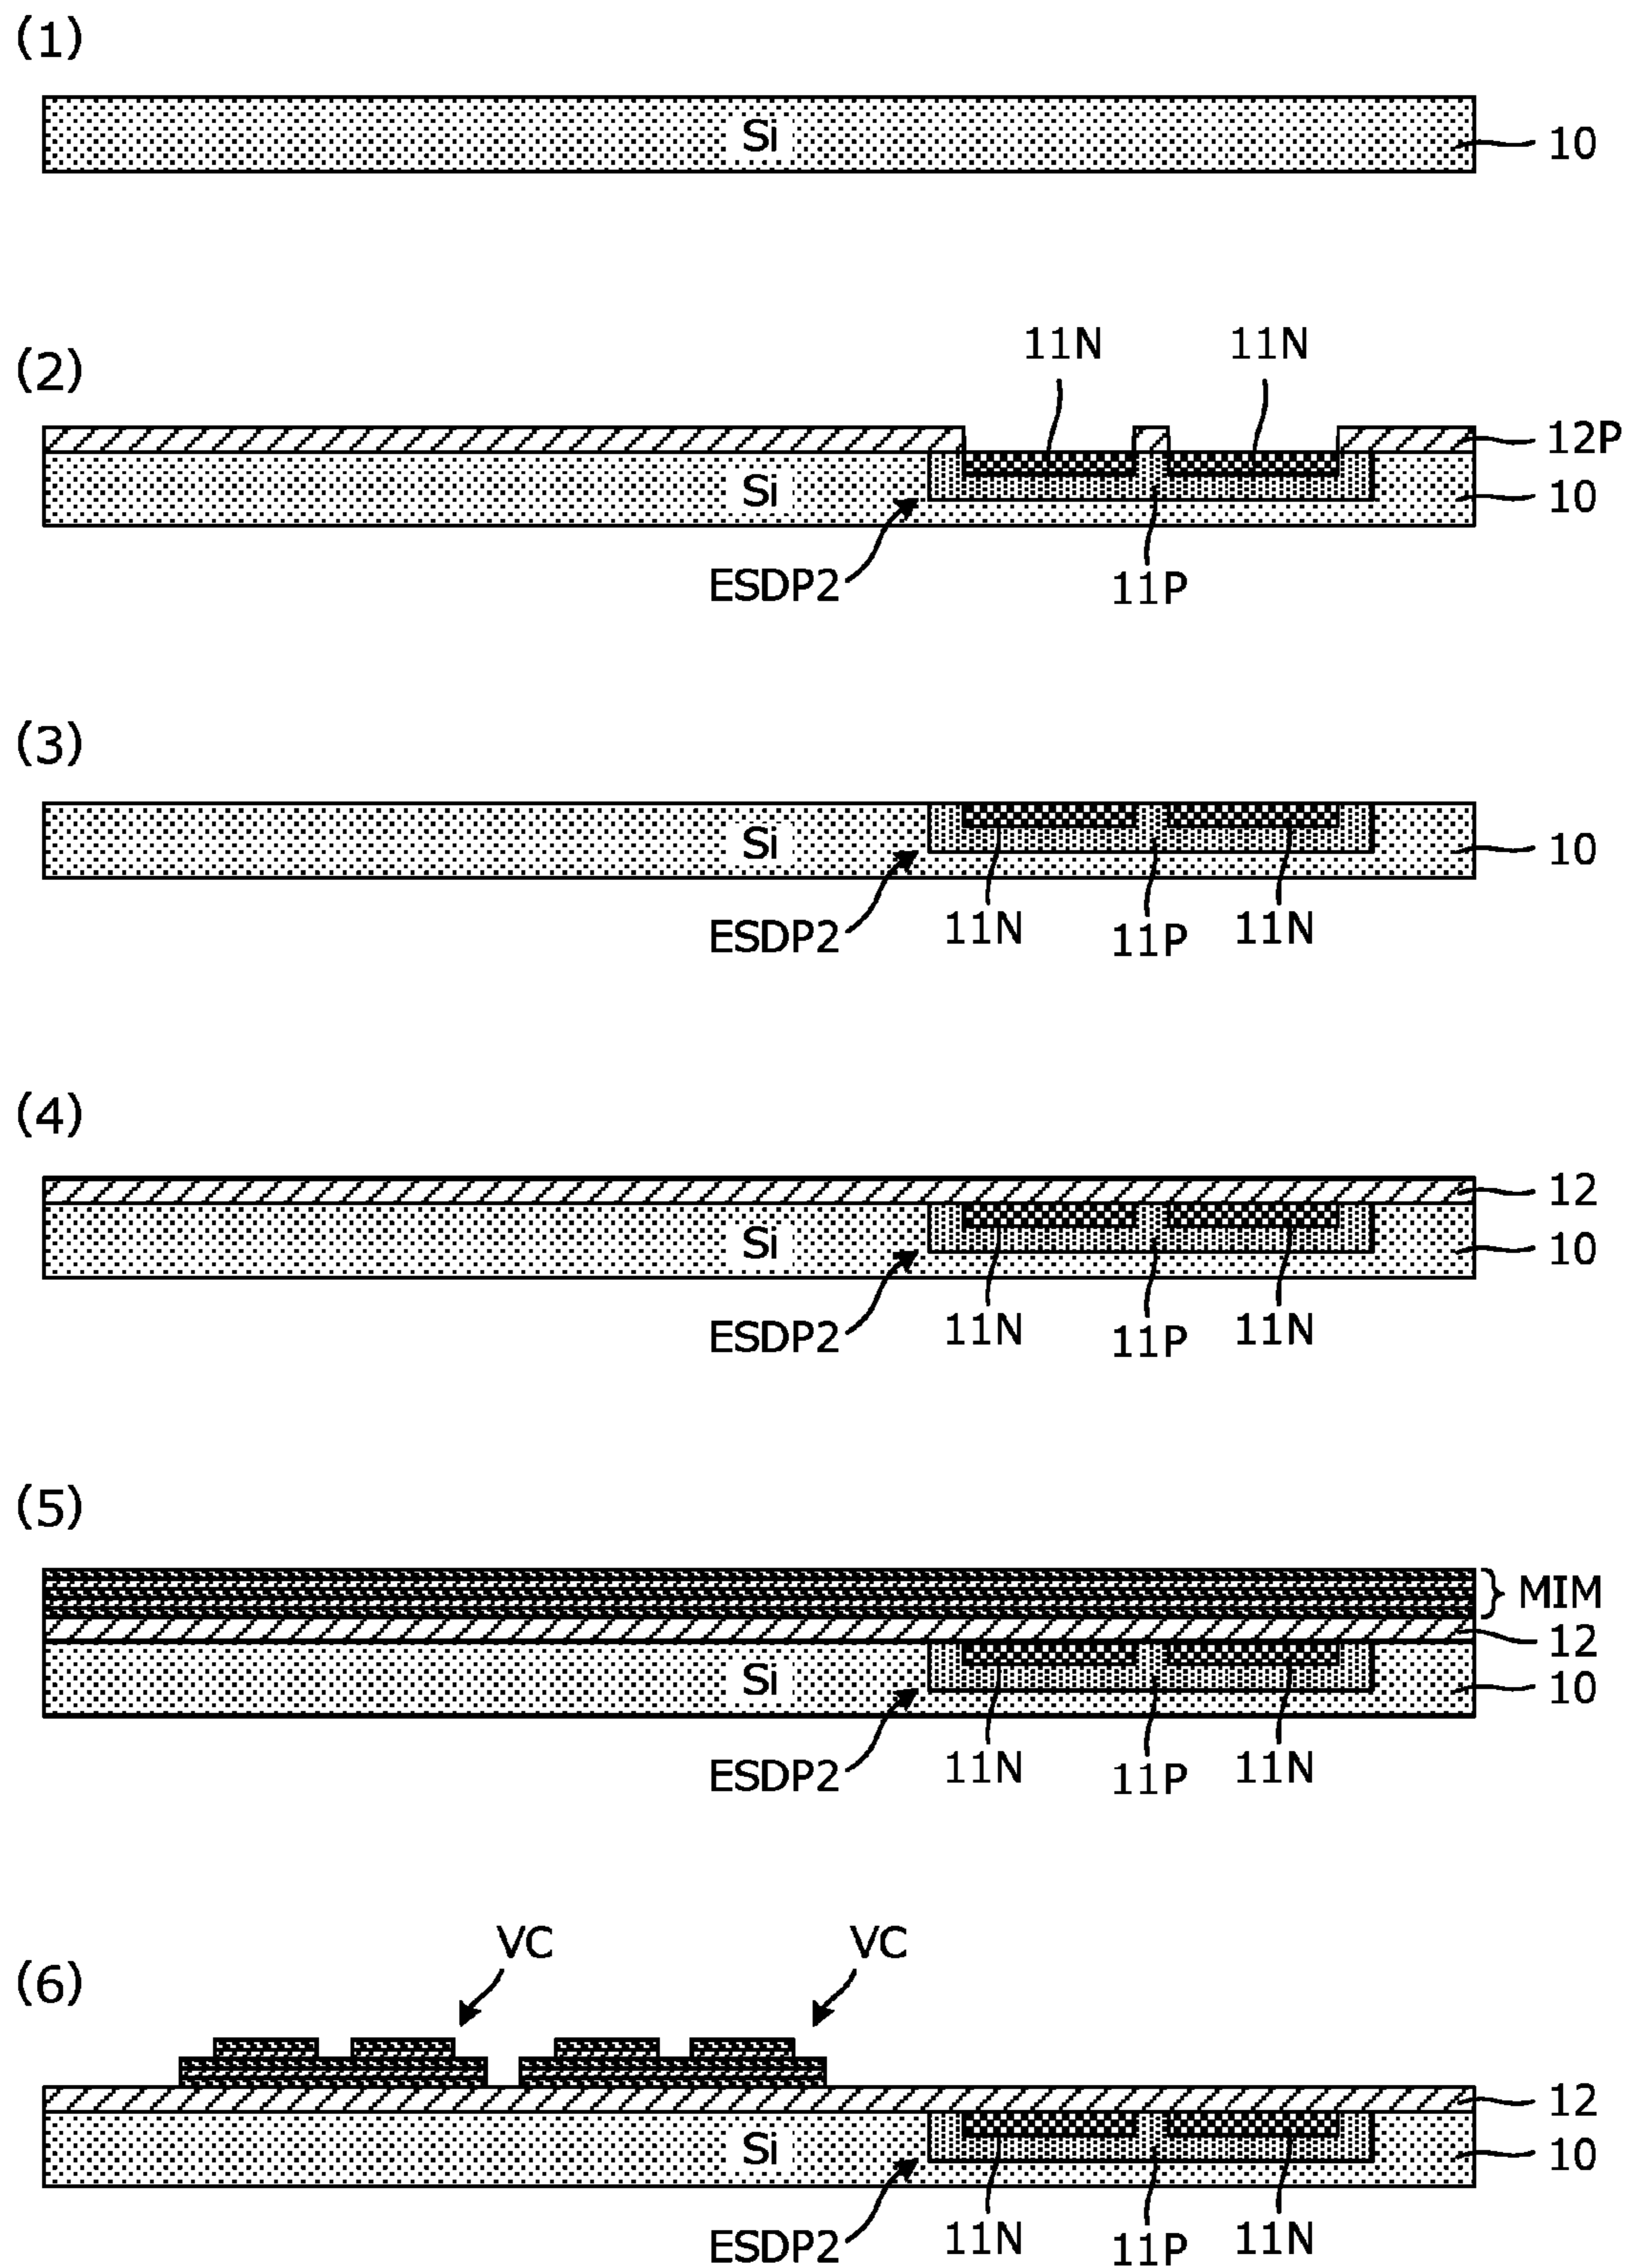 (1)
Si
10
(2)
11N 11N
12P
Si
10
ESDP2
11P
(3)
Si
10
ESDP2
11N 11P 11N
(4)
12
Si
10
ESDP2
11N 11P 11N
(5)
MIM
12
Si
10
ESDP2
11N 11P 11N
(6)
VC VC
12
Si
10
ESDP2
11N 11P 11N